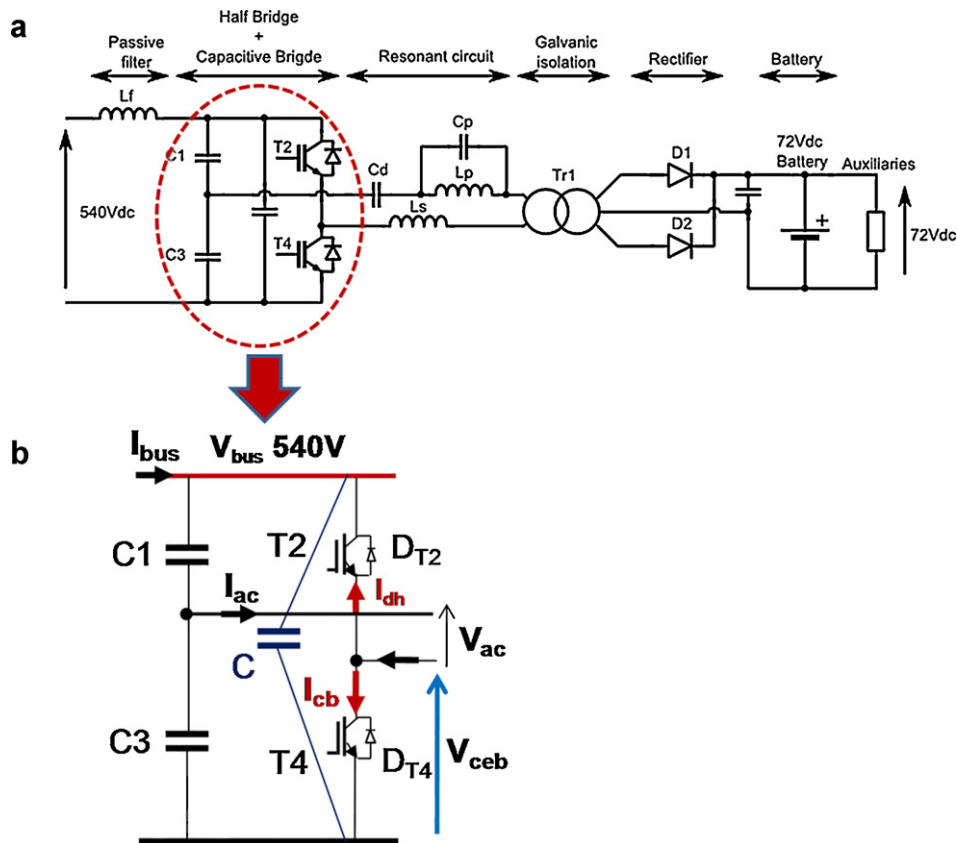 a
Half Bridge
+
Capacitive Brigde
Passive
filter
Resonant circuit
Galvanic
isolation
Rectifier
Battery
Lf
C1
T2
Cd
Cp
Lp
Ls
Tr1
D1
72Vdc
Battery
Auxiliaries
540Vdc
C3
T4
D2
+
72Vdc
b
Ibus
Vbus 540V
C1
T2
DT2
Iac
Idh
Vac
C
Icb
C3
T4
DT4
Vceb